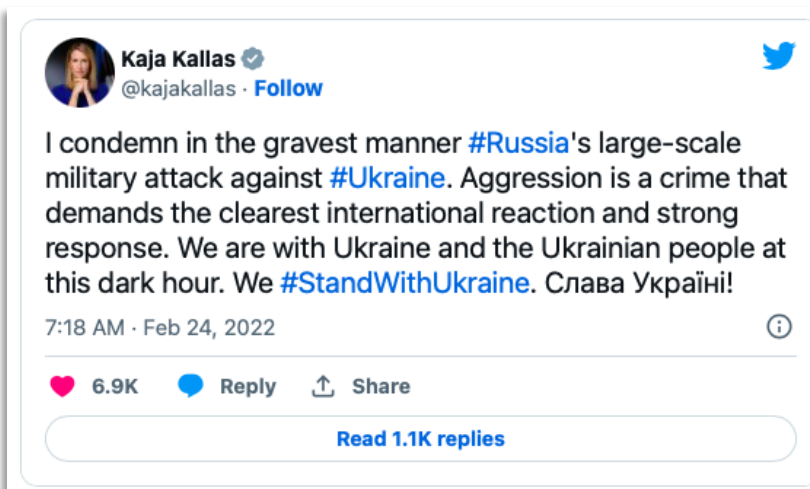 Kaja Kallas
@kajakallas · Follow
I condemn in the gravest manner #Russia's large-scale
military attack against #Ukraine. Aggression is a crime that
demands the clearest international reaction and strong
response. We are with Ukraine and the Ukrainian people at
this dark hour. We #StandWithUkraine. Слава Україні!
7:18 AM · Feb 24, 2022
6.9K Reply Share
Read 1.1K replies